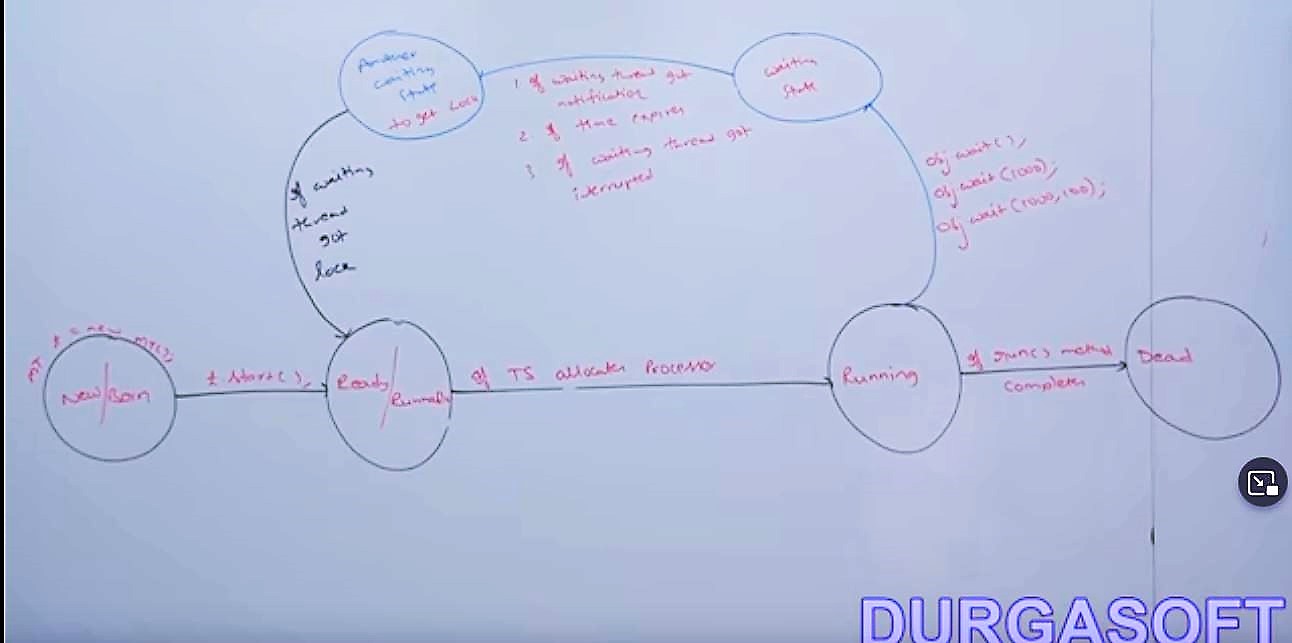 Another
waiting
state
to get Lock
1 If waiting thread got
notification
2 If time expires
3 If waiting thread got
iterrupted
waiting
state
obj.wait();
obj.wait(1000);
obj.wait(1000,100);
If waiting
thread
got
lock
MT t = new MT();
New/Born
t.start();
Ready/
Runnable
If TS allocates Processor
Running
If run() method
completes
Dead
DURGASOFT